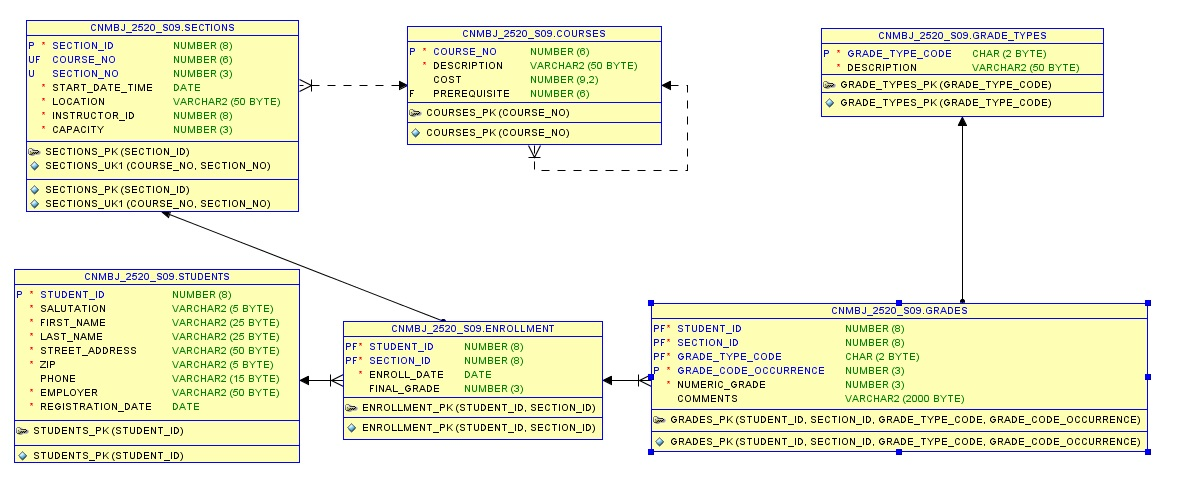 CNMBJ_2520_S09.SECTIONS
P * SECTION_ID NUMBER (8)
UF COURSE_NO NUMBER (6)
U SECTION_NO NUMBER (3)
* START_DATE_TIME DATE
* LOCATION VARCHAR2 (50 BYTE)
* INSTRUCTOR_ID NUMBER (8)
* CAPACITY NUMBER (3)
SECTIONS_PK (SECTION_ID)
SECTIONS_UK1 (COURSE_NO, SECTION_NO)
SECTIONS_PK (SECTION_ID)
SECTIONS_UK1 (COURSE_NO, SECTION_NO)
CNMBJ_2520_S09.COURSES
P * COURSE_NO NUMBER (6)
* DESCRIPTION VARCHAR2 (50 BYTE)
COST NUMBER (9,2)
F PREREQUISITE NUMBER (6)
COURSES_PK (COURSE_NO)
COURSES_PK (COURSE_NO)
CNMBJ_2520_S09.GRADE_TYPES
P * GRADE_TYPE_CODE CHAR (2 BYTE)
* DESCRIPTION VARCHAR2 (50 BYTE)
GRADE_TYPES_PK (GRADE_TYPE_CODE)
GRADE_TYPES_PK (GRADE_TYPE_CODE)
CNMBJ_2520_S09.STUDENTS
P * STUDENT_ID NUMBER (8)
* SALUTATION VARCHAR2 (5 BYTE)
* FIRST_NAME VARCHAR2 (25 BYTE)
* LAST_NAME VARCHAR2 (25 BYTE)
* STREET_ADDRESS VARCHAR2 (50 BYTE)
* ZIP VARCHAR2 (5 BYTE)
PHONE VARCHAR2 (15 BYTE)
* EMPLOYER VARCHAR2 (50 BYTE)
* REGISTRATION_DATE DATE
STUDENTS_PK (STUDENT_ID)
STUDENTS_PK (STUDENT_ID)
CNMBJ_2520_S09.ENROLLMENT
PF* STUDENT_ID NUMBER (8)
PF* SECTION_ID NUMBER (8)
* ENROLL_DATE DATE
FINAL_GRADE NUMBER (3)
ENROLLMENT_PK (STUDENT_ID, SECTION_ID)
ENROLLMENT_PK (STUDENT_ID, SECTION_ID)
CNMBJ_2520_S09.GRADES
PF* STUDENT_ID NUMBER (8)
PF* SECTION_ID NUMBER (8)
PF* GRADE_TYPE_CODE CHAR (2 BYTE)
P * GRADE_CODE_OCCURRENCE NUMBER (3)
* NUMERIC_GRADE NUMBER (3)
COMMENTS VARCHAR2 (2000 BYTE)
GRADES_PK (STUDENT_ID, SECTION_ID, GRADE_TYPE_CODE, GRADE_CODE_OCCURRENCE)
GRADES_PK (STUDENT_ID, SECTION_ID, GRADE_TYPE_CODE, GRADE_CODE_OCCURRENCE)